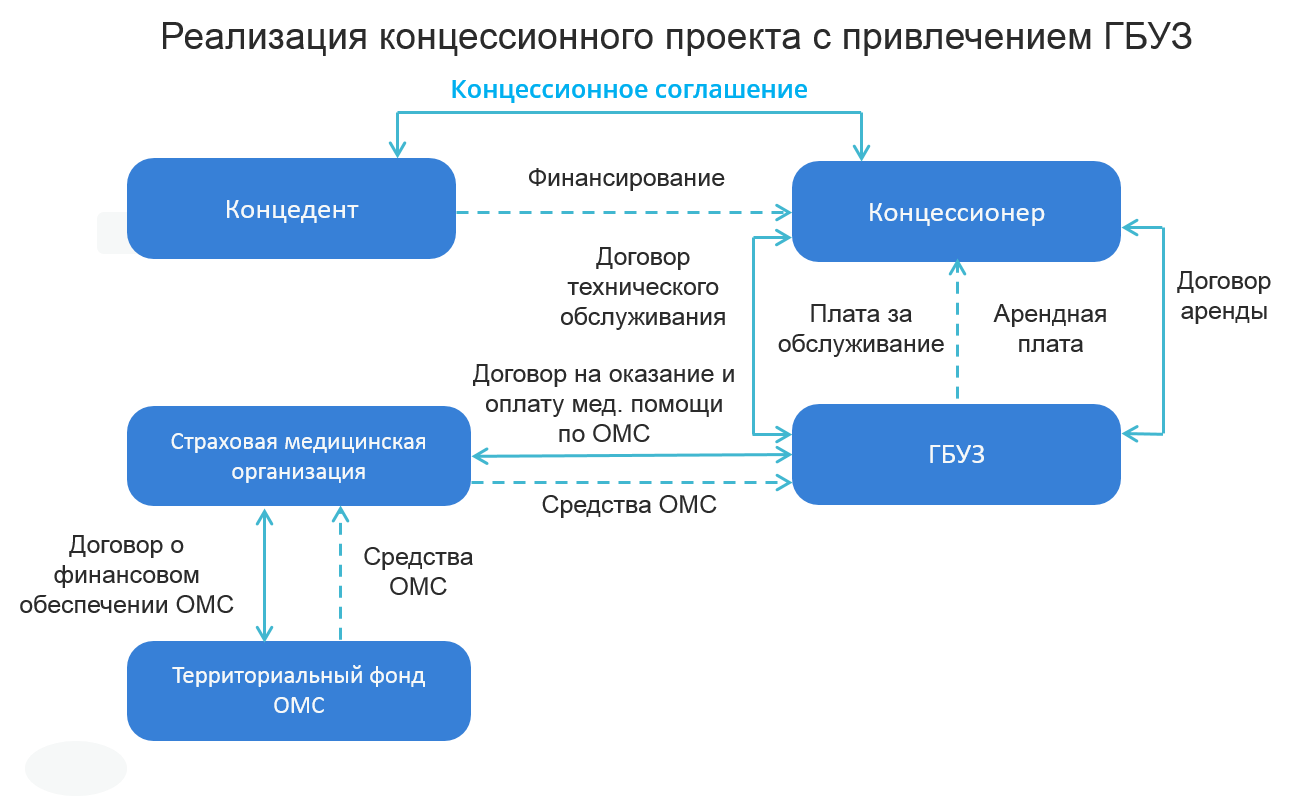 Реализация концессионного проекта с привлечением ГБУЗ
Концессионное соглашение
Концедент
Финансирование
Концессионер
Договор
технического
обслуживания
Плата за
обслуживание
Арендная
плата
Договор
аренды
Договор на оказание и
оплату мед. помощи
по ОМС
Страховая медицинская
организация
ГБУЗ
Средства ОМС
Договор о
финансовом
обеспечении ОМС
Средства
ОМС
Территориальный фонд
ОМС